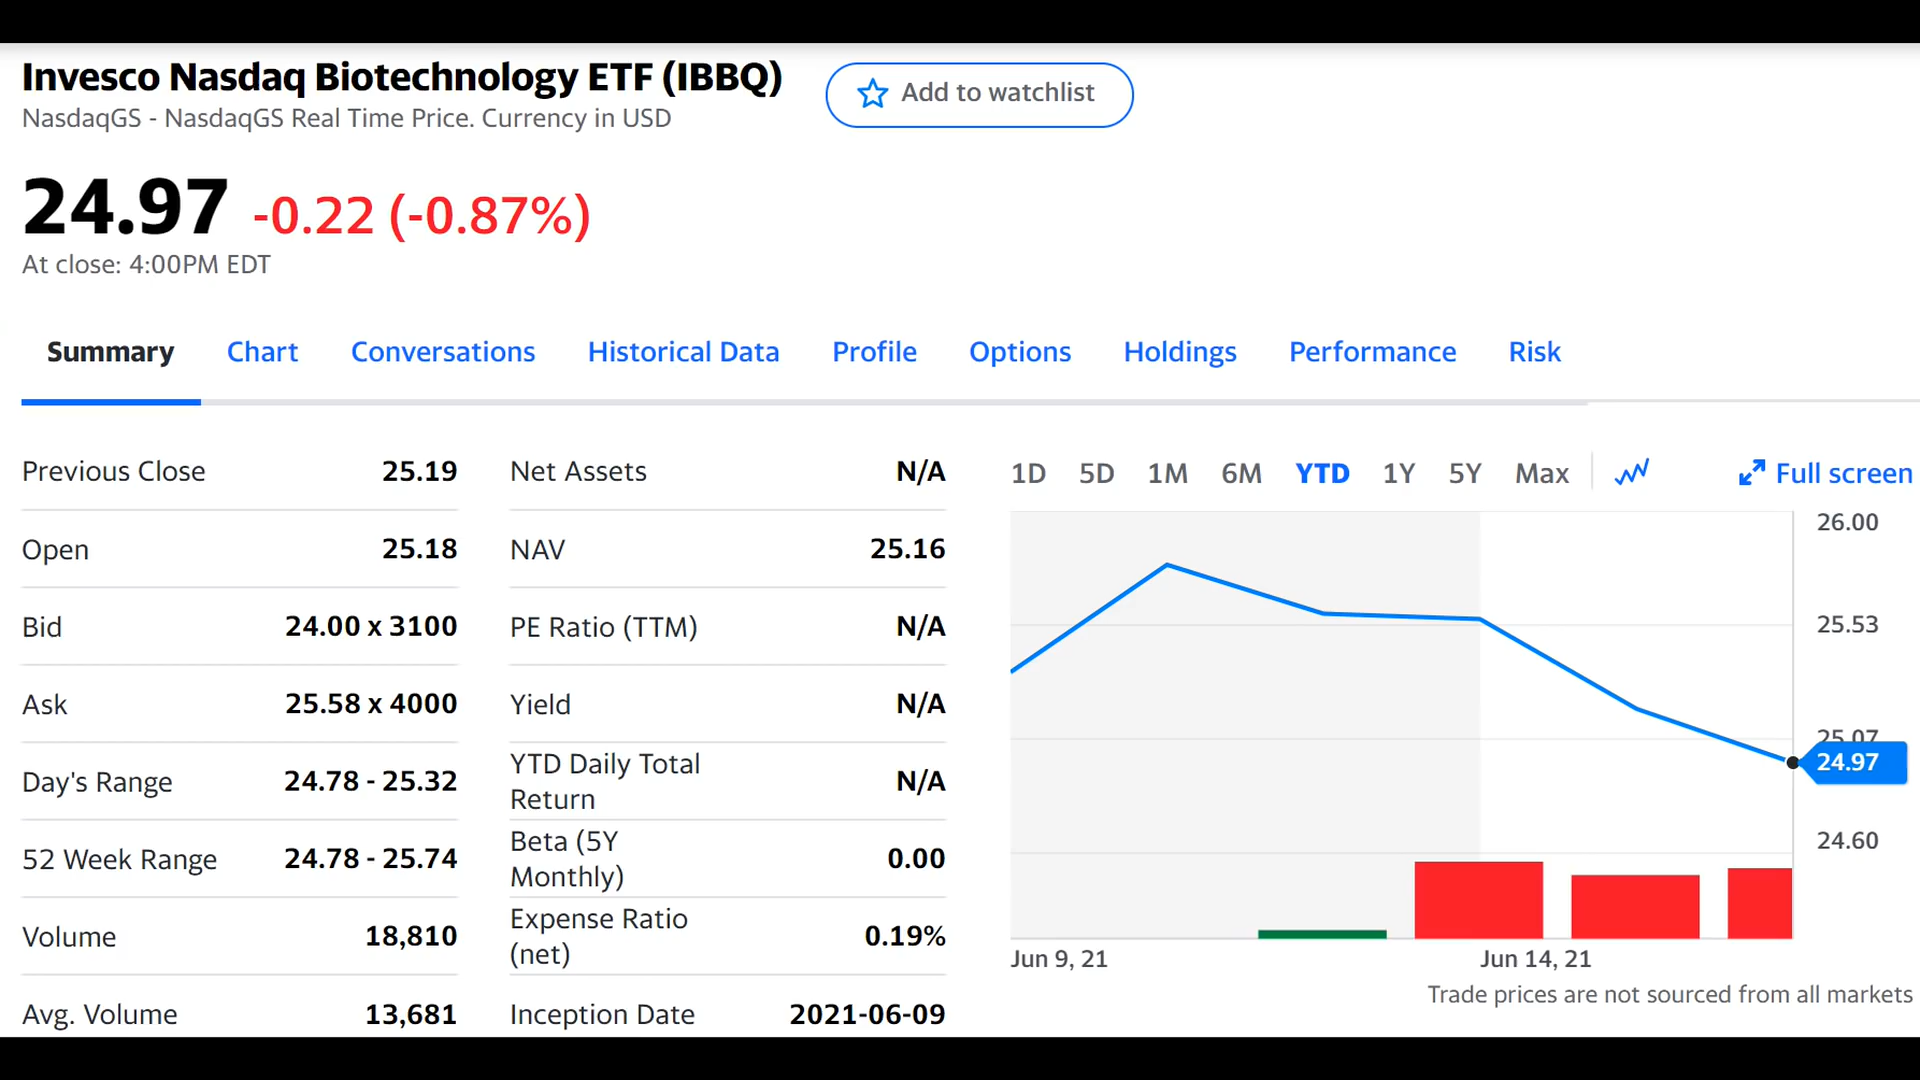 Invesco Nasdaq Biotechnology ETF (IBBQ)
Add to watchlist
NasdaqGS - NasdaqGS Real Time Price. Currency in USD
24.97 -0.22 (-0.87%)
At close: 4:00PM EDT
Summary Chart Conversations Historical Data Profile Options Holdings Performance Risk
Previous Close 25.19
Open 25.18
Bid 24.00 x 3100
Ask 25.58 x 4000
Day's Range 24.78 - 25.32
52 Week Range 24.78 - 25.74
Volume 18,810
Avg. Volume 13,681
Net Assets N/A
NAV 25.16
PE Ratio (TTM) N/A
Yield N/A
YTD Daily Total
Return N/A
Beta (5Y
Monthly) 0.00
Expense Ratio
(net) 0.19%
Inception Date 2021-06-09
1D 5D 1M 6M YTD 1Y 5Y Max Full screen
26.00
25.53
25.07
24.97
24.60
Jun 9, 21 Jun 14, 21
Trade prices are not sourced from all markets